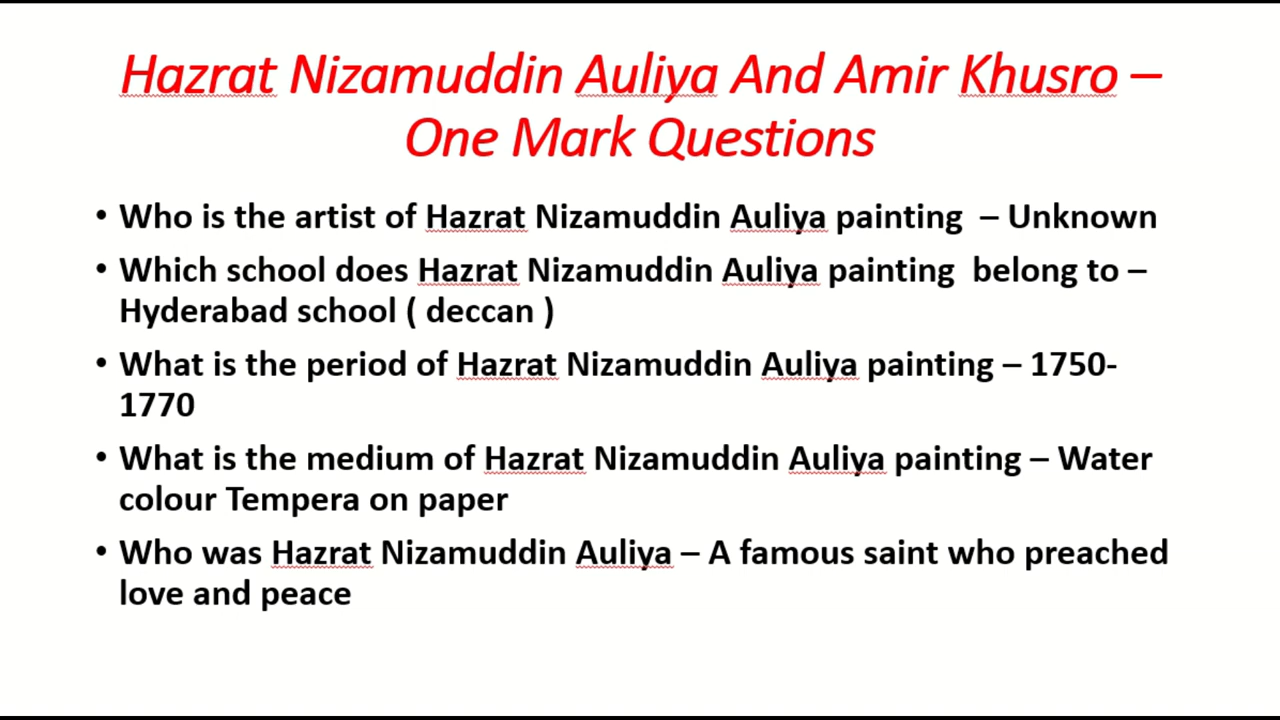 Hazrat Nizamuddin Auliya And Amir Khusro –
One Mark Questions
• Who is the artist of Hazrat Nizamuddin Auliya painting – Unknown
• Which school does Hazrat Nizamuddin Auliya painting belong to –
Hyderabad school ( deccan )
• What is the period of Hazrat Nizamuddin Auliya painting – 1750-
1770
• What is the medium of Hazrat Nizamuddin Auliya painting – Water
colour Tempera on paper
• Who was Hazrat Nizamuddin Auliya – A famous saint who preached
love and peace